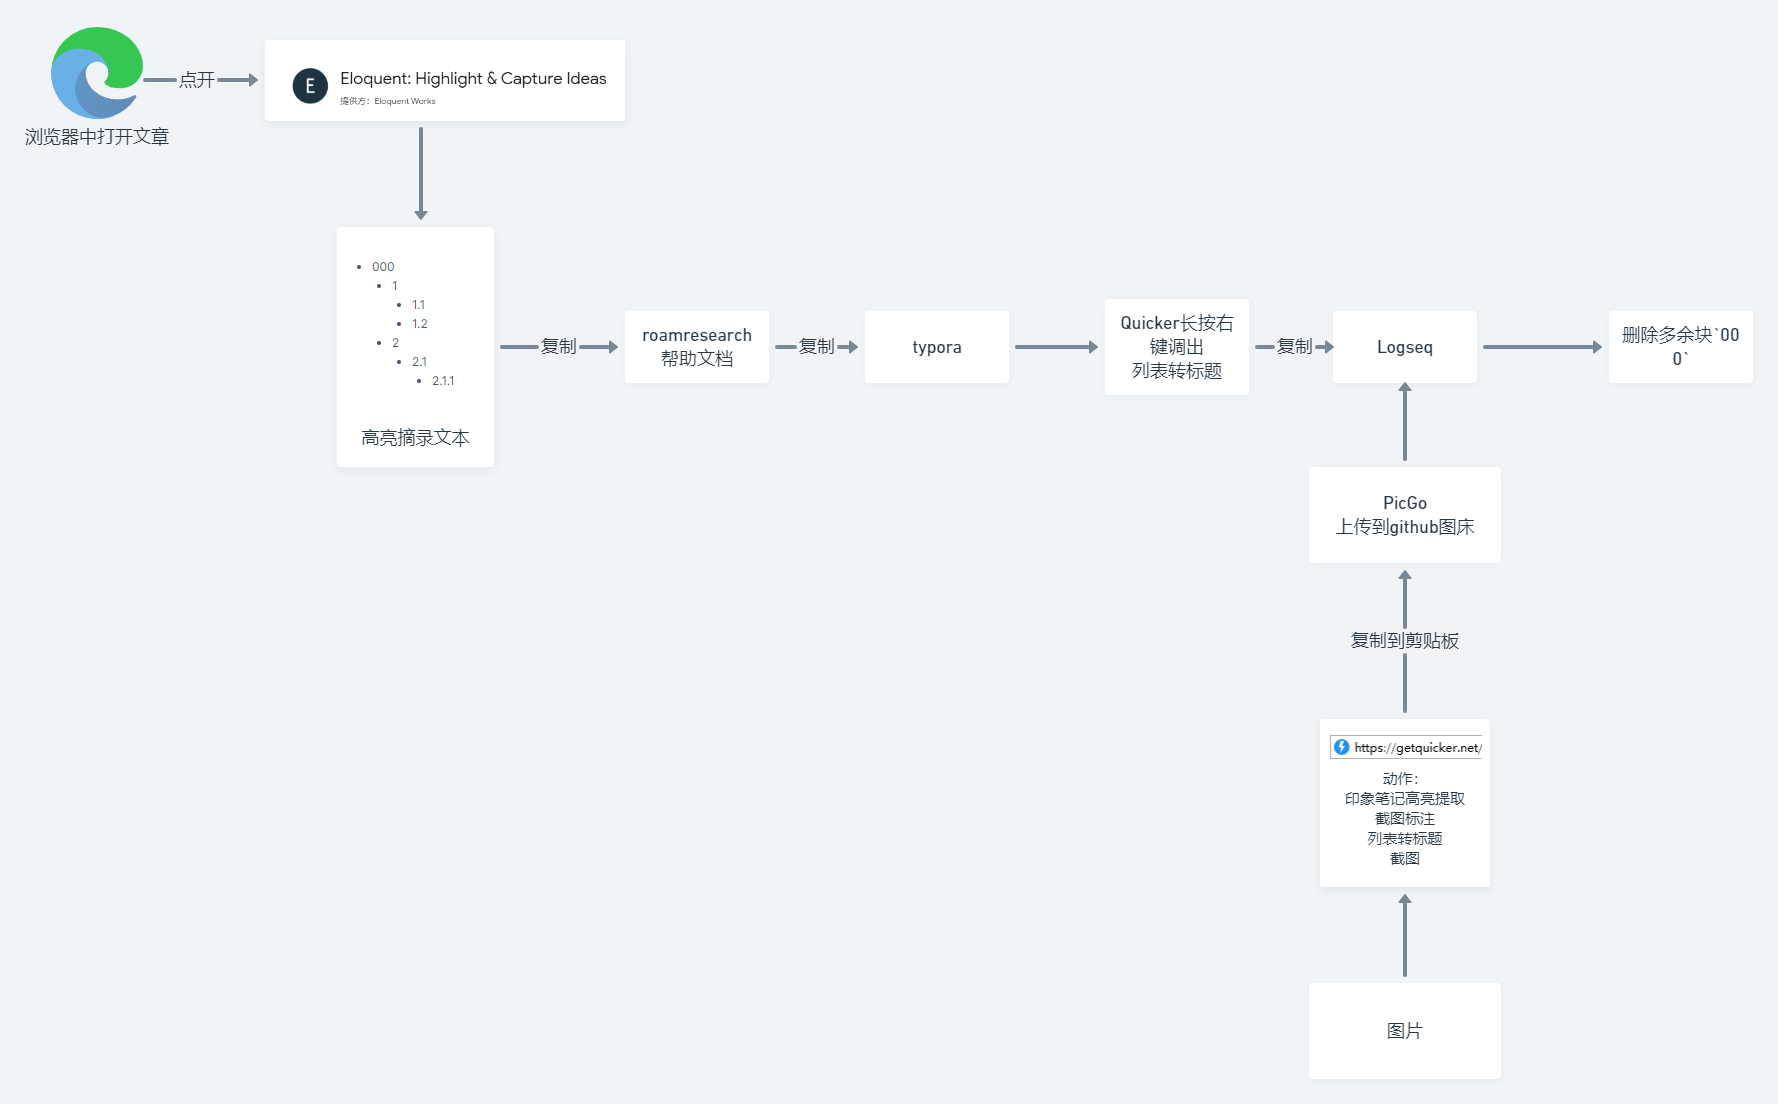 浏览器中打开文章
点开
E
Eloquent: Highlight & Capture Ideas
提供方：Eloquent Works
000
1
1.1
1.2
2
2.1
2.1.1
高亮摘录文本
复制
roamresearch
帮助文档
复制
typora
Quicker长按右
键调出
列表转标题
复制
Logseq
删除多余块`00
0`
PicGo
上传到github图床
复制到剪贴板
https://getquicker.net/
动作：
印象笔记高亮提取
截图标注
列表转标题
截图
图片